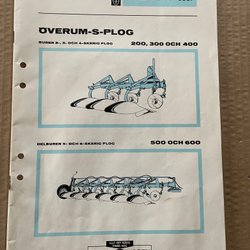 ÖVERUM-S-PLOG
BUREN 2-, 3- OCH 4-SKÄRIG PLOG
200, 300 OCH 400
DELBUREN 5- OCH 6-SKÄRIG PLOG
500 OCH 600